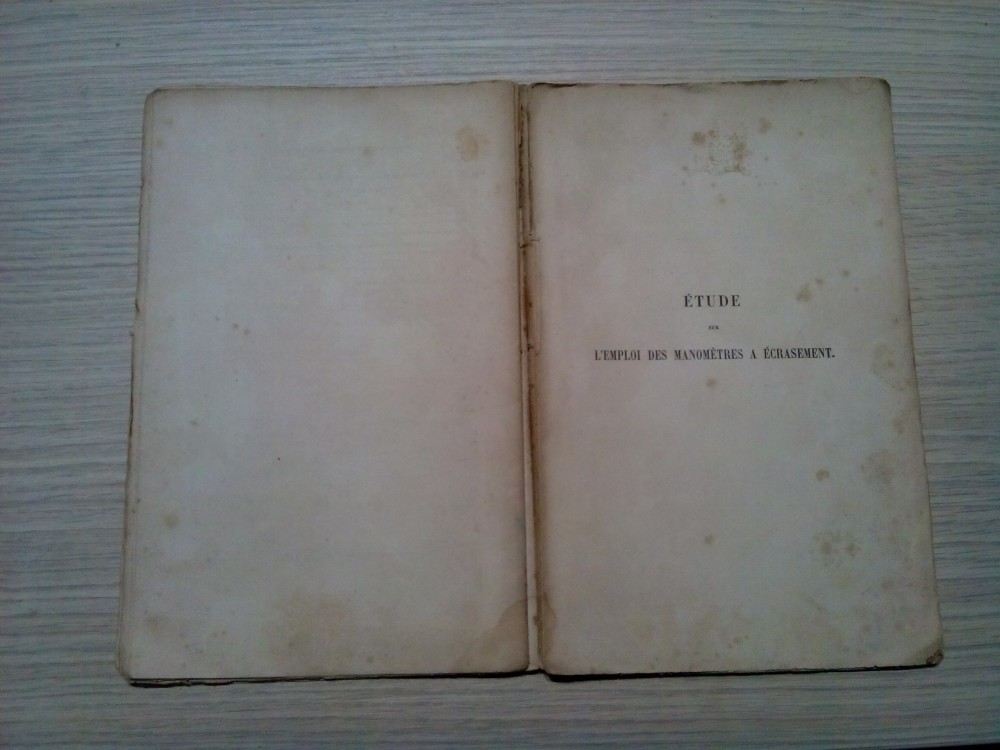 ÉTUDE
SUR
L'EMPLOI DES MANOMÈTRES A ÉCRASEMENT.